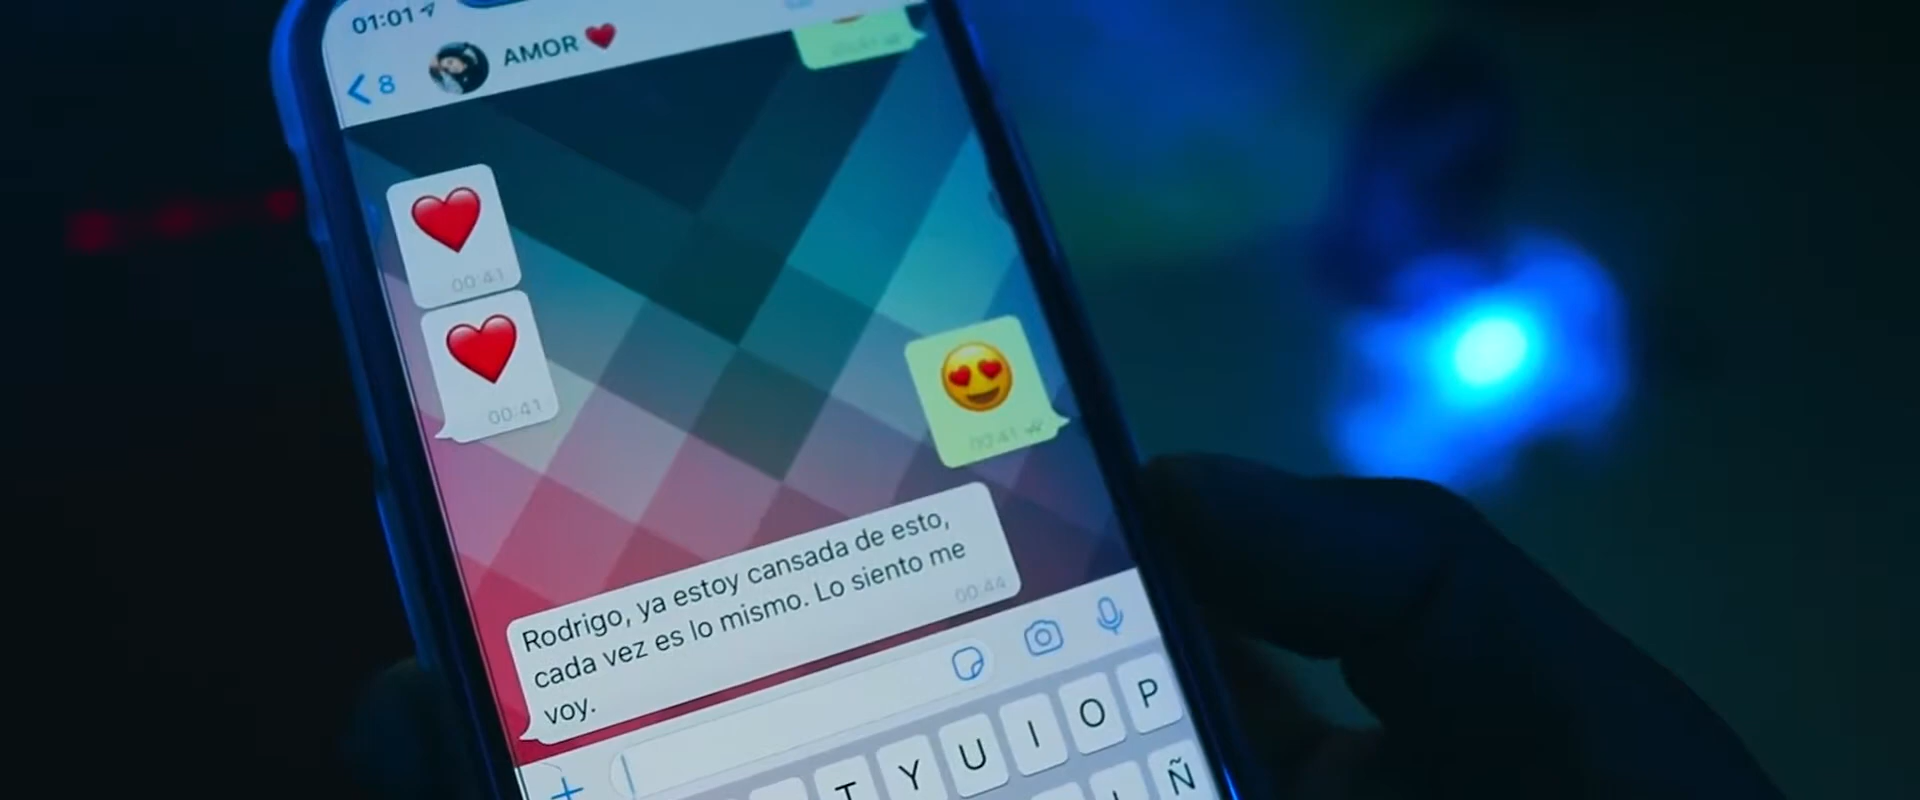 01:01
8 AMOR ❤️
❤️
00:41
❤️
00:41
😍
00:41
Rodrigo, ya estoy cansada de esto,
cada vez es lo mismo. Lo siento me
voy.
00:44
T Y U I O P
Ñ